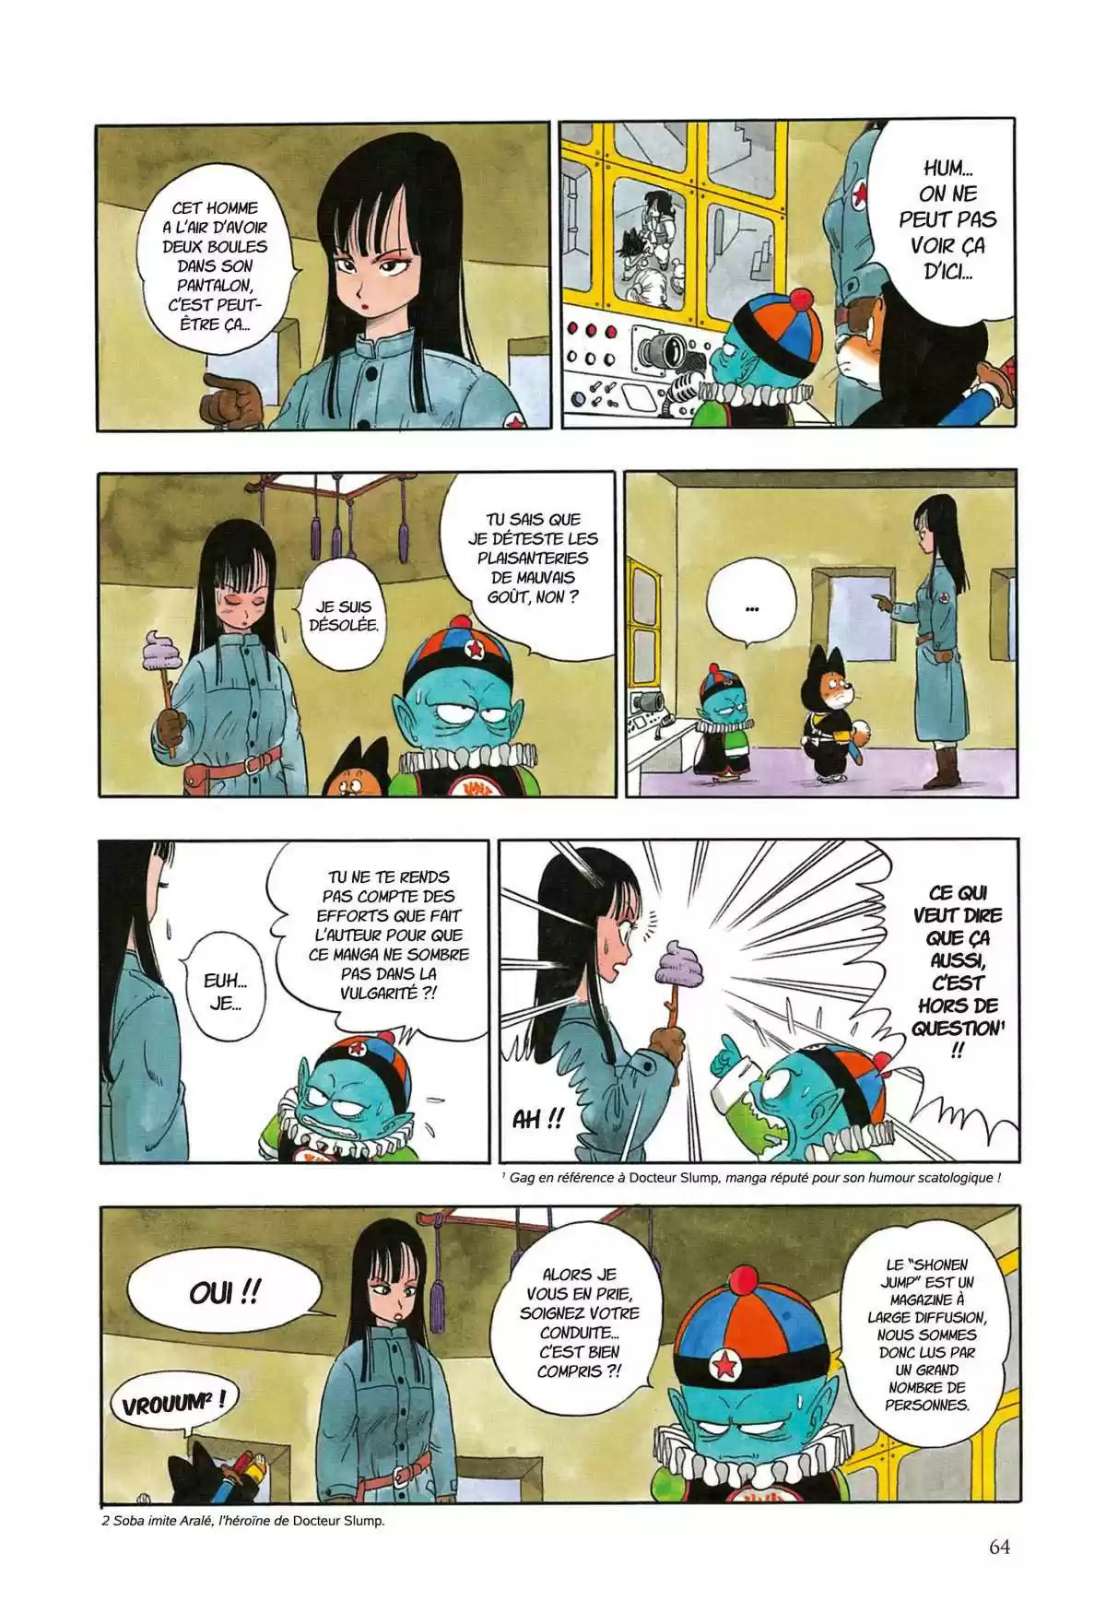 CET HOMME
A L'AIR D'AVOIR
DEUX BOULES
DANS SON
PANTALON,
C'EST PEUT-
ÊTRE ÇA...
HUM...
ON NE
PEUT PAS
VOIR ÇA
D'ICI...
JE SUIS
DÉSOLÉE.
TU SAIS QUE
JE DÉTESTE LES
PLAISANTERIES
DE MAUVAIS
GOÛT, NON ?
...
EUH...
JE...
TU NE TE RENDS
PAS COMPTE DES
EFFORTS QUE FAIT
L'AUTEUR POUR QUE
CE MANGA NE SOMBRE
PAS DANS LA
VULGARITÉ ?!
AH !!
CE QUI
VEUT DIRE
QUE ÇA
AUSSI,
C'EST
HORS DE
QUESTION¹
!!
¹ Gag en référence à Docteur Slump, manga réputé pour son humour scatologique !
OUI !!
VROUUM² !
ALORS JE
VOUS EN PRIE,
SOIGNEZ VOTRE
CONDUITE...
C'EST BIEN
COMPRIS ?!
LE "SHONEN
JUMP" EST UN
MAGAZINE À
LARGE DIFFUSION,
NOUS SOMMES
DONC LUS PAR
UN GRAND
NOMBRE DE
PERSONNES.
2 Soba imite Aralé, l'héroïne de Docteur Slump.
64